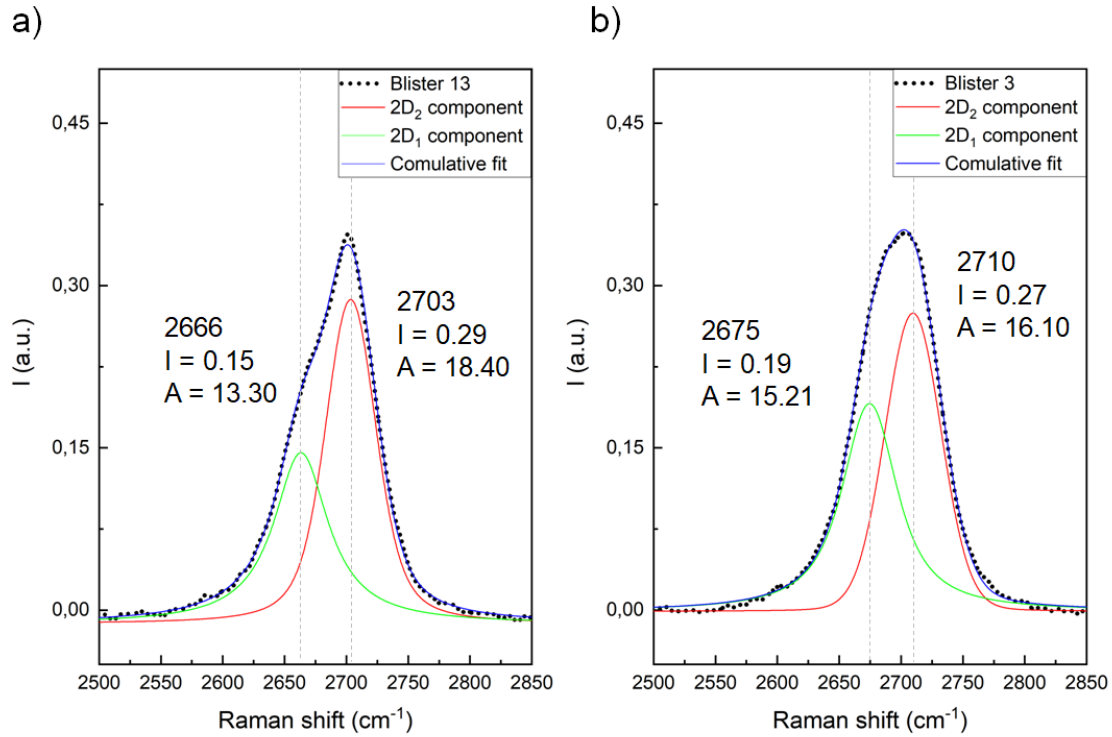 a)
Blister 13
2D₂ component
2D₁ component
Comulative fit
0,45
0,30
0,15
0,00
I (a.u.)
2666
I = 0.15
A = 13.30
2703
I = 0.29
A = 18.40
2500 2550 2600 2650 2700 2750 2800 2850
Raman shift (cm⁻¹)
b)
Blister 3
2D₂ component
2D₁ component
Comulative fit
0,45
0,30
0,15
0,00
I (a.u.)
2675
I = 0.19
A = 15.21
2710
I = 0.27
A = 16.10
2500 2550 2600 2650 2700 2750 2800 2850
Raman shift (cm⁻¹)